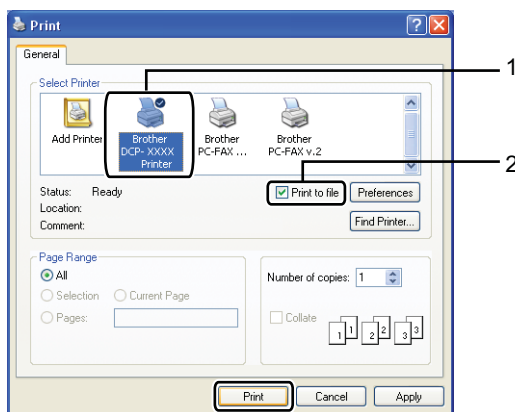 Print
General
Select Printer
1
Add Printer
Brother
DCP- XXXX
Printer
Brother
PC-FAX ...
Brother
PC-FAX v.2
2
Status: Ready
Print to file
Preferences
Location:
Comment:
Find Printer...
Page Range
All
Number of copies: 1
Selection
Current Page
Pages:
Collate
1 1 2 2 3 3
Print
Cancel
Apply